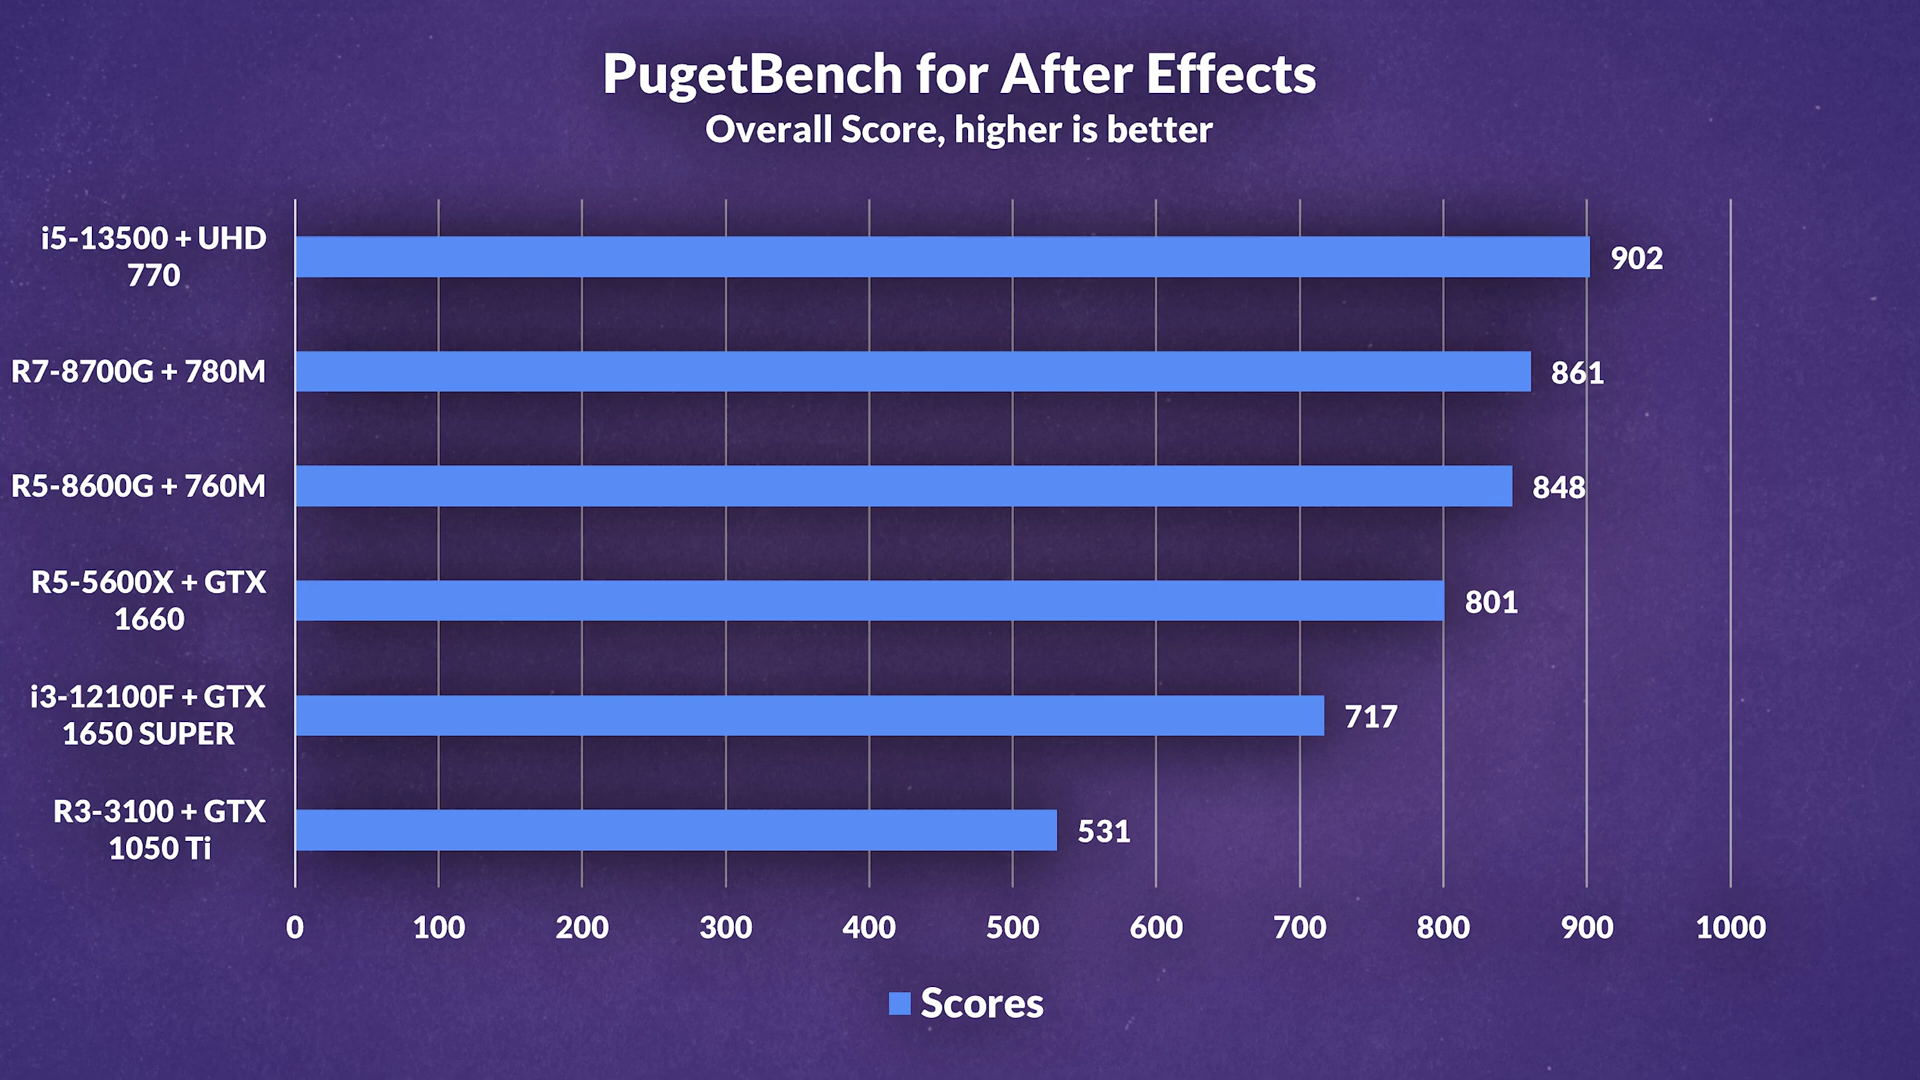 PugetBench for After Effects
Overall Score, higher is better
i5-13500 + UHD
770
902
R7-8700G + 780M
861
R5-8600G + 760M
848
R5-5600X + GTX
1660
801
i3-12100F + GTX
1650 SUPER
717
R3-3100 + GTX
1050 Ti
531
0 100 200 300 400 500 600 700 800 900 1000
Scores